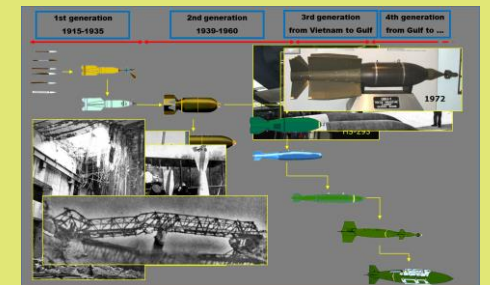 1st generation
1915-1935
2nd generation
1939-1960
3rd generation
from Vietnam to Gulf
4th generation
from Gulf to ...
1972
HS-293